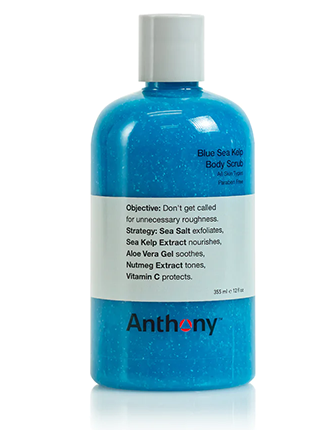 Blue Sea Kelp
Body Scrub
All Skin Types
Paraben Free
Objective: Don't get called
for unnecessary roughness.
Strategy: Sea Salt exfoliates,
Sea Kelp Extract nourishes,
Aloe Vera Gel soothes,
Nutmeg Extract tones,
Vitamin C protects.
355 ml e 12 fl oz
Anthony™